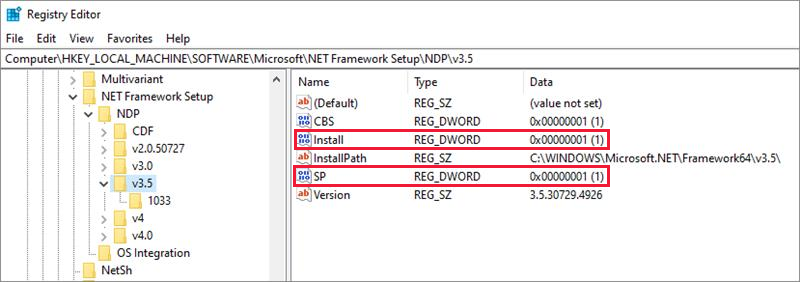 Registry Editor
File Edit View Favorites Help
Computer\HKEY_LOCAL_MACHINE\SOFTWARE\Microsoft\NET Framework Setup\NDP\v3.5
Multivariant
NET Framework Setup
NDP
CDF
v2.0.50727
v3.0
v3.5
1033
v4
v4.0
OS Integration
NetSh
Name Type Data
ab (Default) REG_SZ (value not set)
CBS REG_DWORD 0x00000001 (1)
Install REG_DWORD 0x00000001 (1)
ab InstallPath REG_SZ C:\WINDOWS\Microsoft.NET\Framework64\v3.5\
SP REG_DWORD 0x00000001 (1)
ab Version REG_SZ 3.5.30729.4926